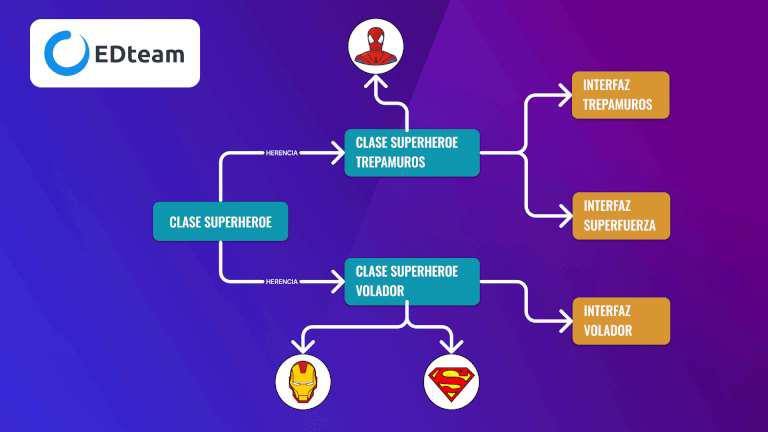 EDteam
INTERFAZ
TREPAMUROS
CLASE SUPERHEROE
TREPAMUROS
HERENCIA
CLASE SUPERHEROE
INTERFAZ
SUPERFUERZA
CLASE SUPERHEROE
VOLADOR
HERENCIA
INTERFAZ
VOLADOR
S